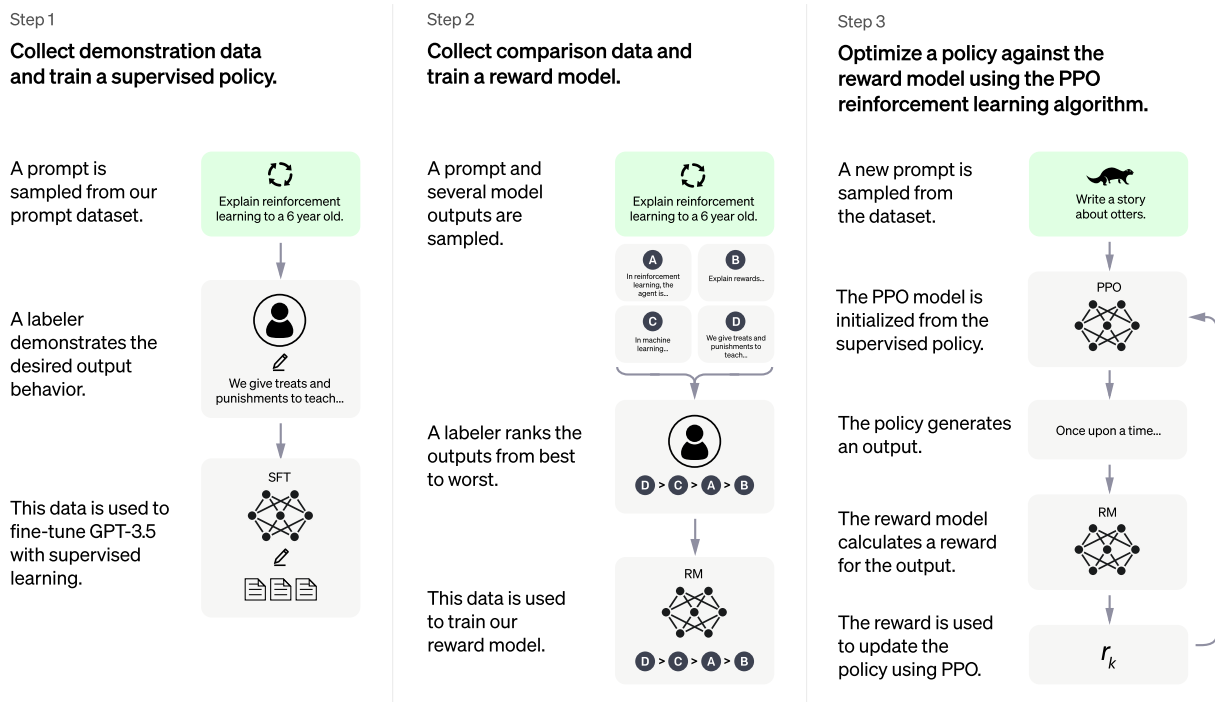 Step 1
Collect demonstration data
and train a supervised policy.
A prompt is
sampled from our
prompt dataset.
Explain reinforcement
learning to a 6 year old.
A labeler
demonstrates the
desired output
behavior.
We give treats and
punishments to teach...
This data is used to
fine-tune GPT-3.5
with supervised
learning.
SFT
Step 2
Collect comparison data and
train a reward model.
A prompt and
several model
outputs are
sampled.
Explain reinforcement
learning to a 6 year old.
A
In reinforcement
learning, the
agent is...
B
Explain rewards...
C
In machine
learning...
D
We give treats and
punishments to
teach...
A labeler ranks the
outputs from best
to worst.
D > C > A > B
This data is used
to train our
reward model.
RM
D > C > A > B
Step 3
Optimize a policy against the
reward model using the PPO
reinforcement learning algorithm.
A new prompt is
sampled from
the dataset.
Write a story
about otters.
The PPO model is
initialized from the
supervised policy.
PPO
The policy generates
an output.
Once upon a time...
The reward model
calculates a reward
for the output.
RM
The reward is used
to update the
policy using PPO.
rk